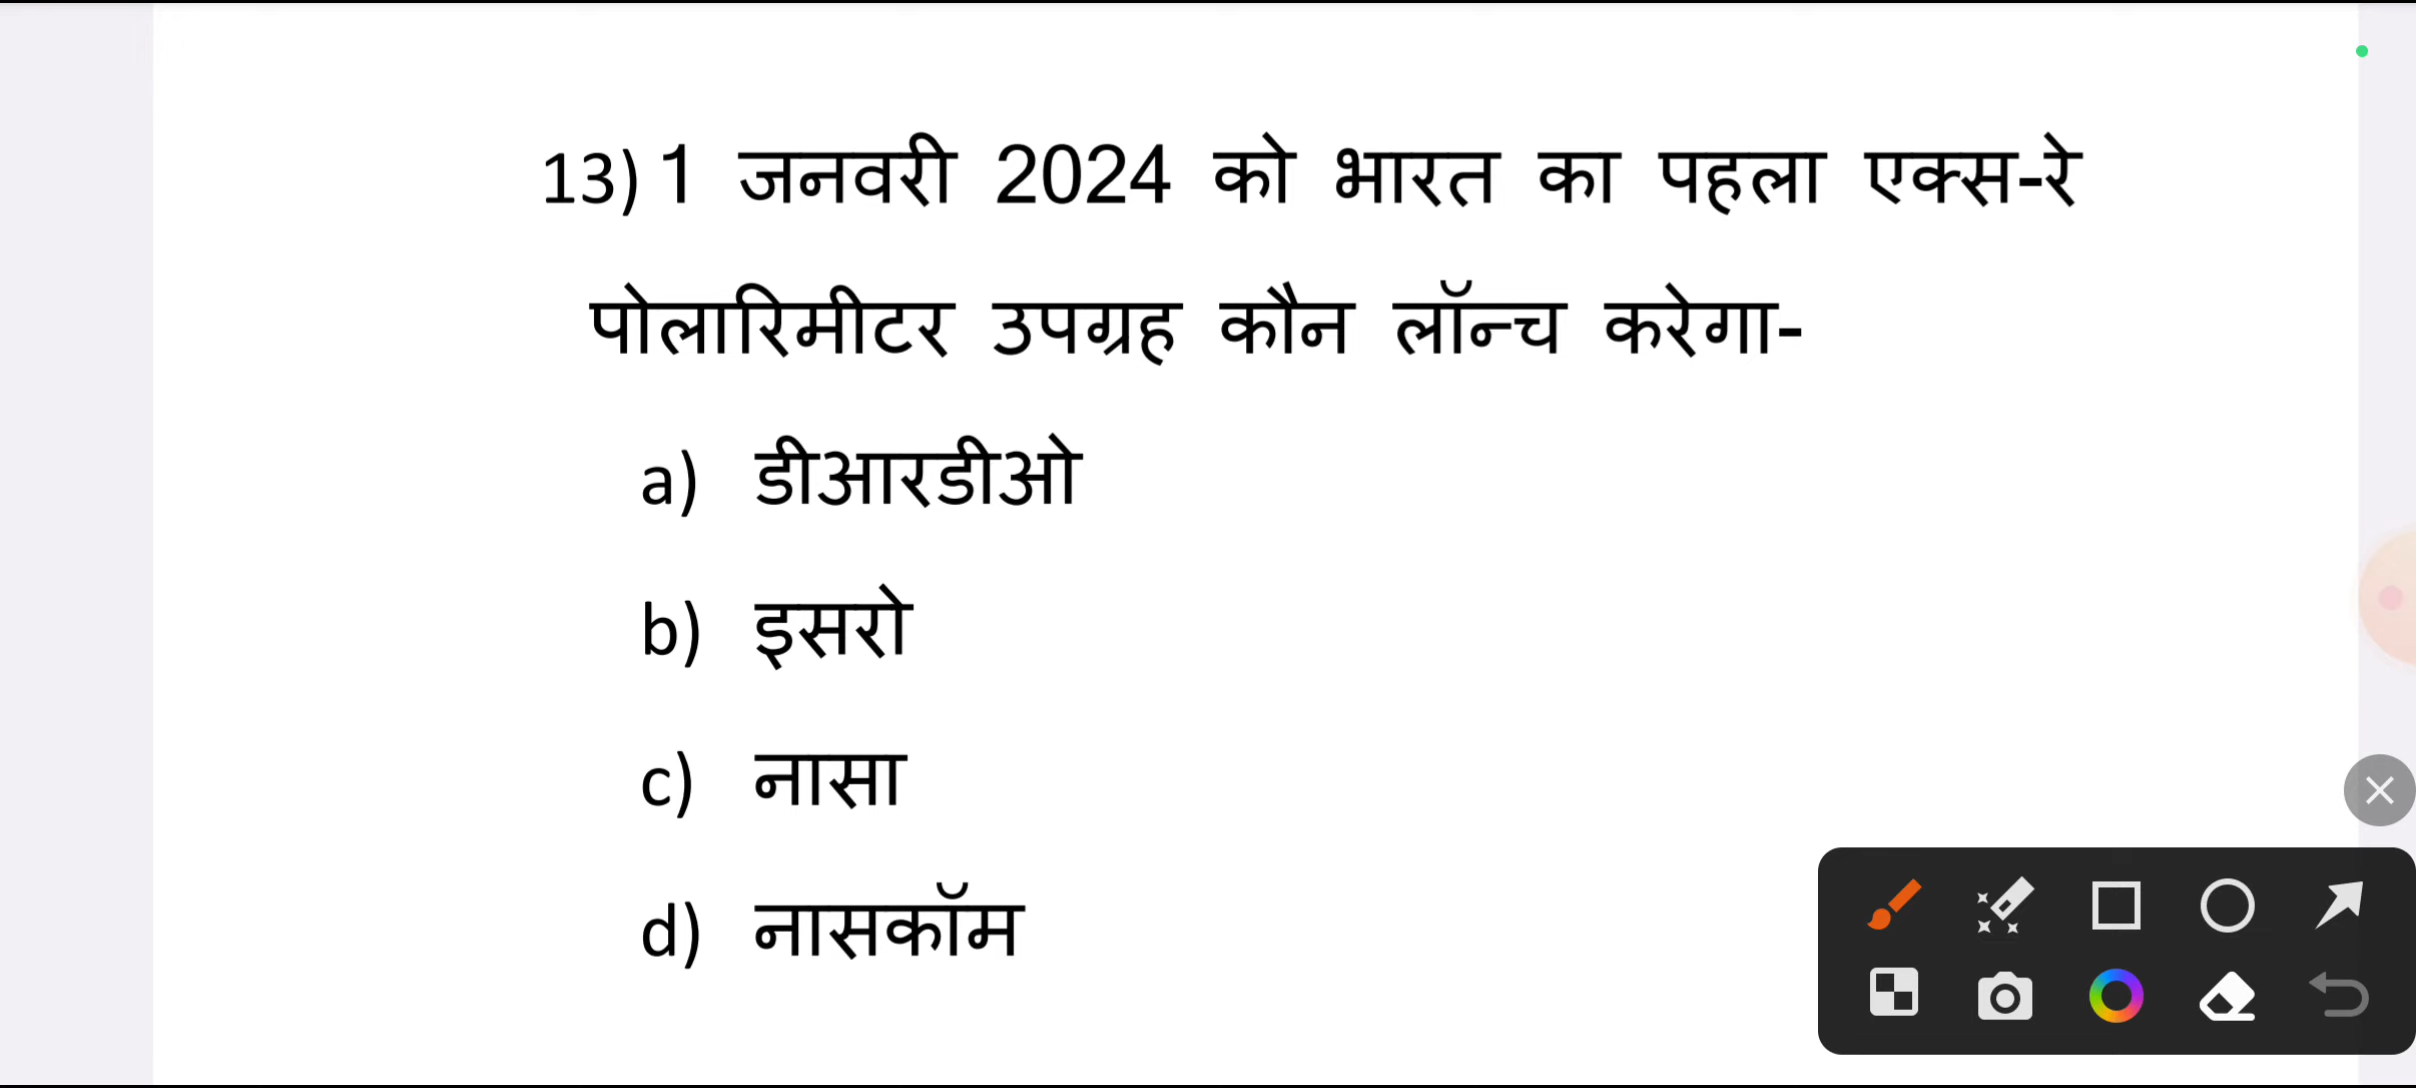 13) 1 जनवरी 2024 को भारत का पहला एक्स-रे
पोलारिमीटर उपग्रह कौन लॉन्च करेगा-
a) डीआरडीओ
b) इसरो
c) नासा
d) नासकॉम